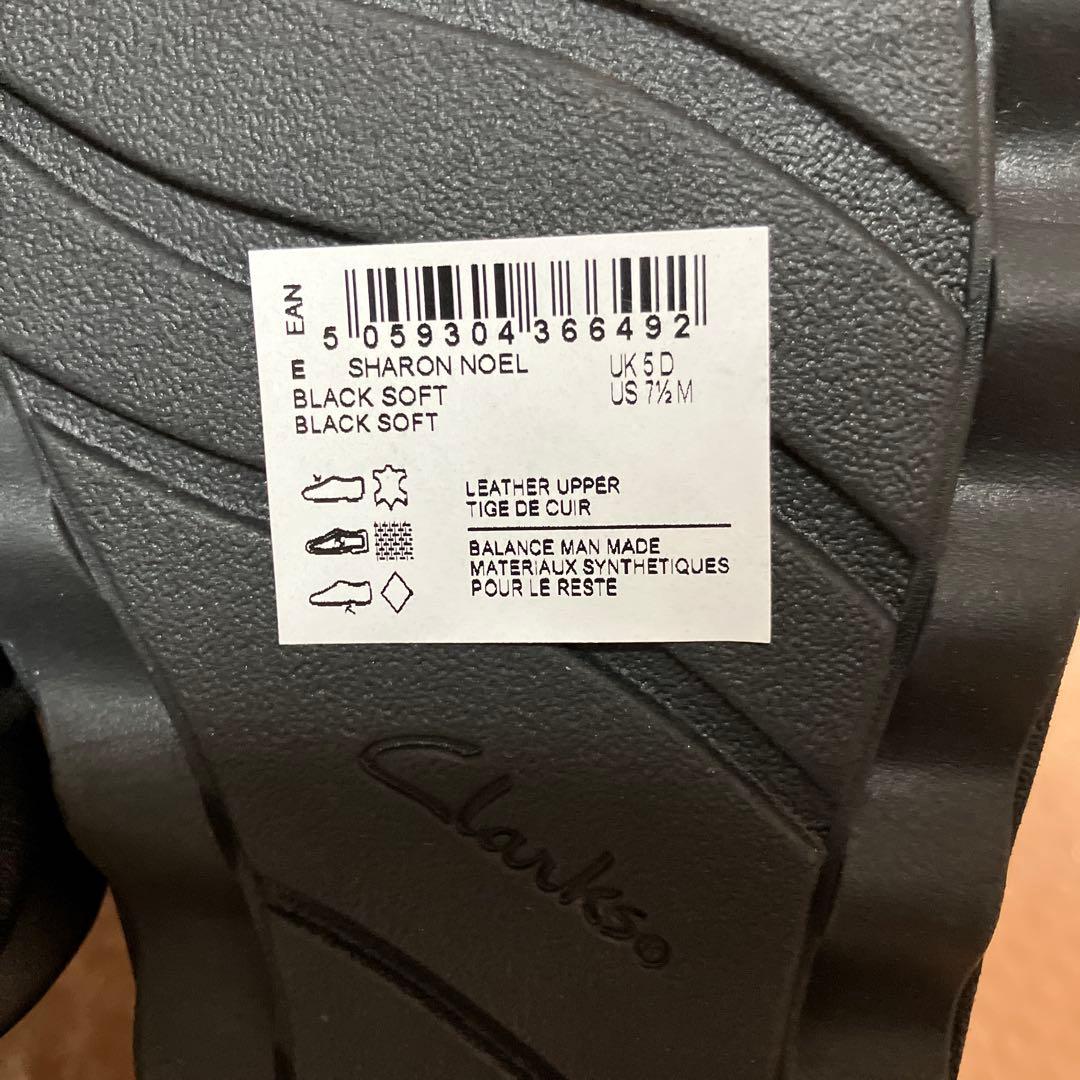 EAN
5 059304 366492
E SHARON NOEL UK 5 D
BLACK SOFT US 7½ M
BLACK SOFT
LEATHER UPPER
TIGE DE CUIR
BALANCE MAN MADE
MATERIAUX SYNTHETIQUES
POUR LE RESTE
Clarks